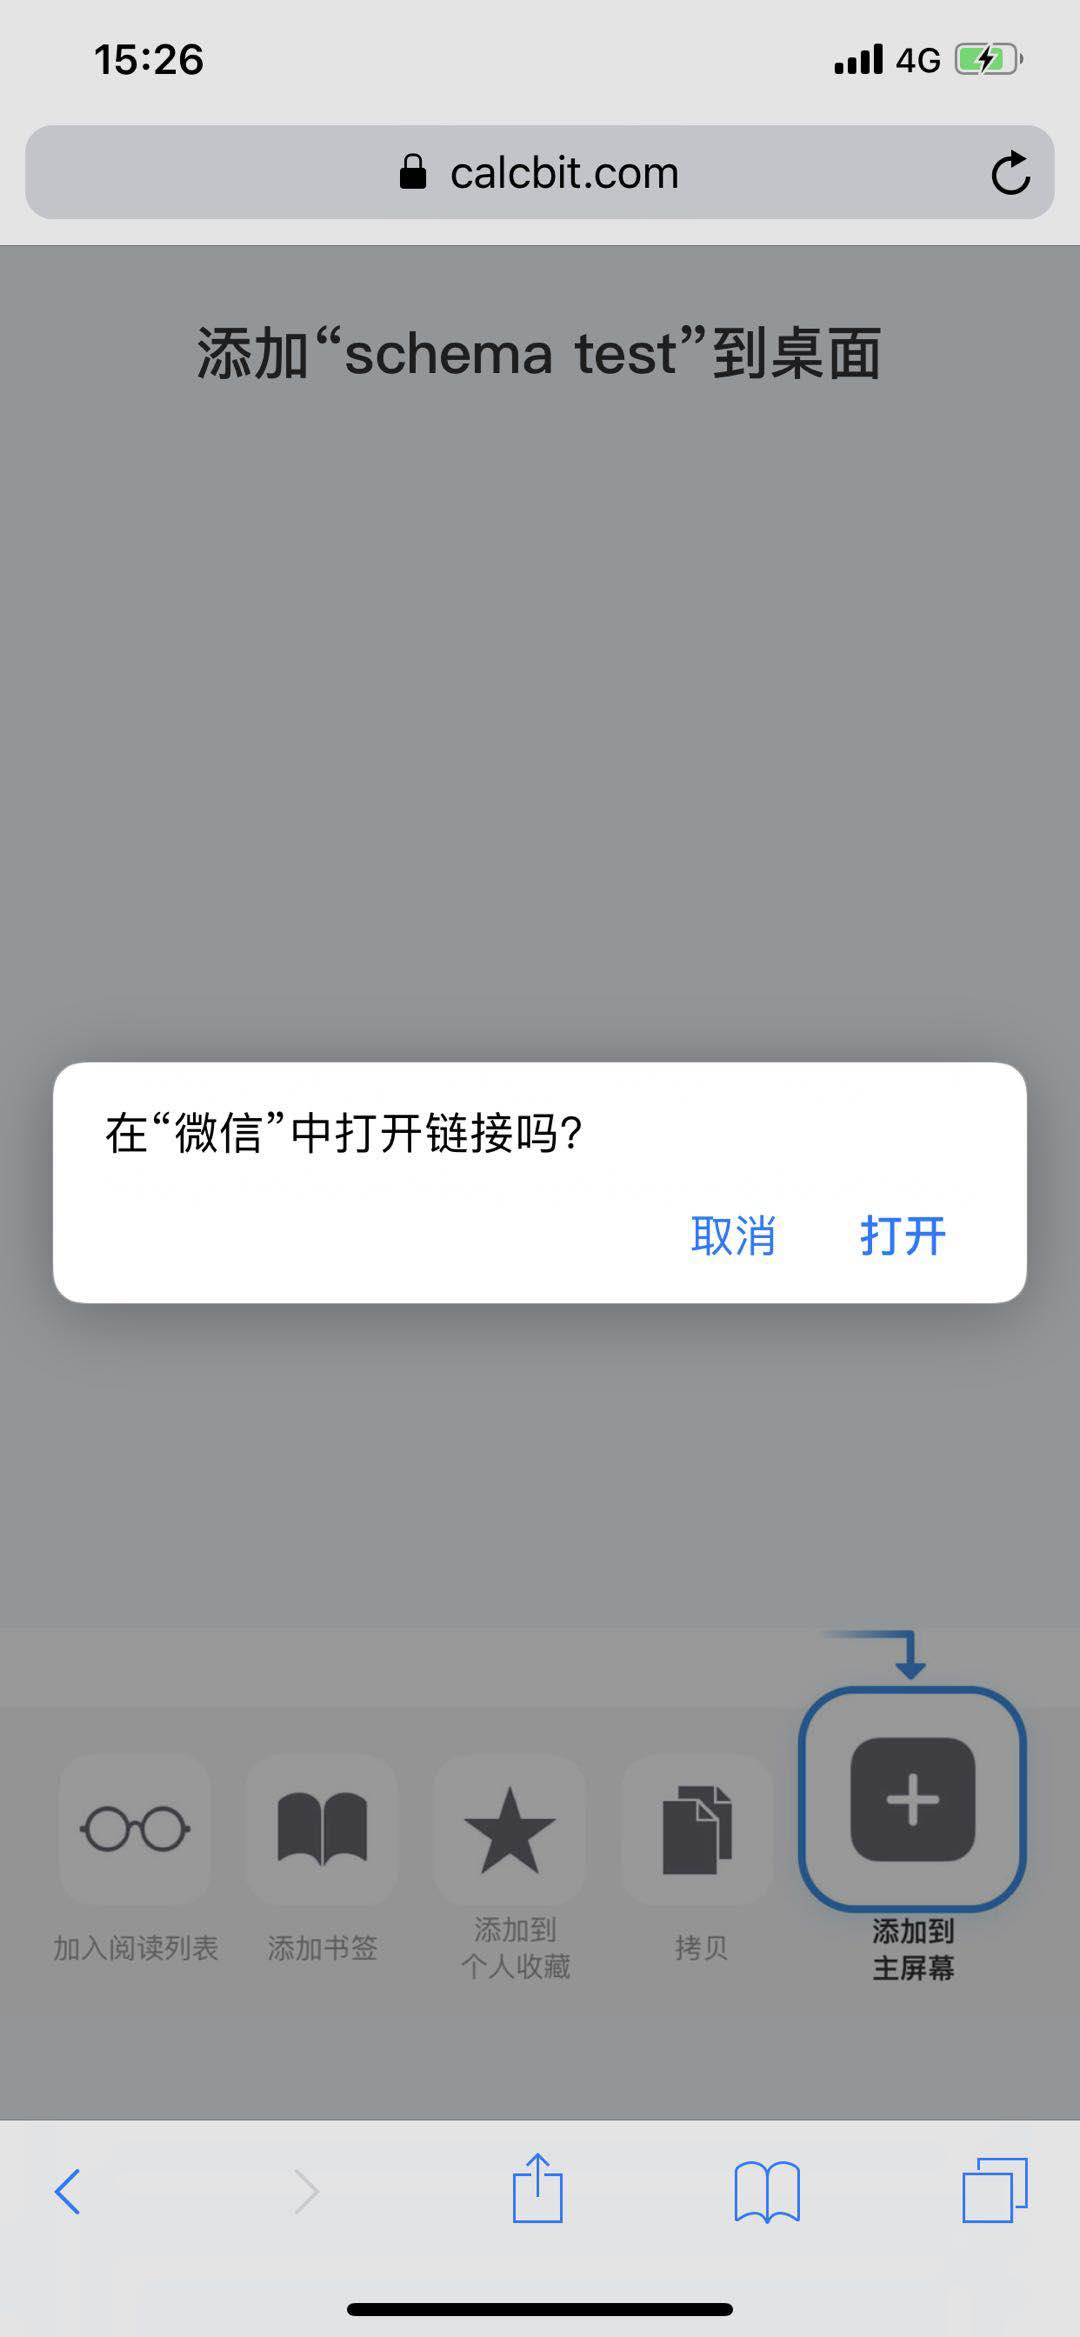 15:26
4G
calcbit.com
添加“schema test”到桌面
在“微信”中打开链接吗?
取消
打开
加入阅读列表
添加书签
添加到
个人收藏
拷贝
添加到
主屏幕